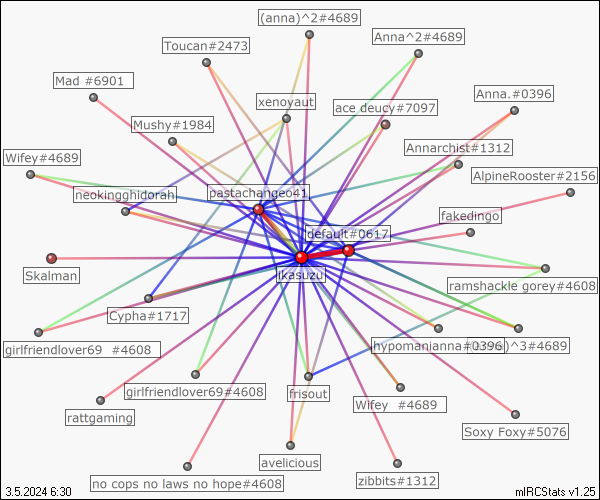 (anna)^2#4689
Anna^2#4689
Toucan#2473
Mad #6901
Anna.#0396
xenoyaut
ace deucy#7097
Mushy#1984
Annarchist#1312
Wifey#4689
AlpineRooster#2156
neokingghidorah
pastachangeo41
fakedingo
default#0617
Skalman
ikasuzu
ramshackle gorey#4608
Cypha#1717
girlfriendlover69 #4608
hypomanianna#0396
)^3#4689
girlfriendlover69#4608
frisout
Wifey #4689
rattgaming
Soxy Foxy#5076
avelicious
no cops no laws no hope#4608
zibbits#1312
3.5.2024 6:30
mIRCStats v1.25